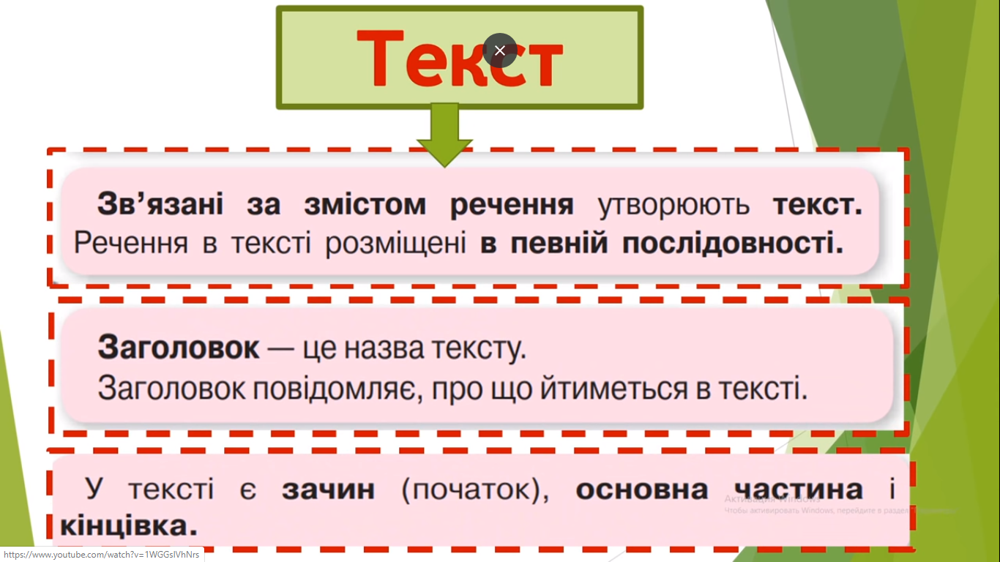 Текст
Зв’язані за змістом речення утворюють текст.
Речення в тексті розміщені в певній послідовності.
Заголовок — це назва тексту.
Заголовок повідомляє, про що йтиметься в тексті.
У тексті є зачин (початок), основна частина і
кінцівка.
Активация Windows
Чтобы активировать Windows, перейдите в раздел
https://www.youtube.com/watch?v=1WGGsIVhNrs